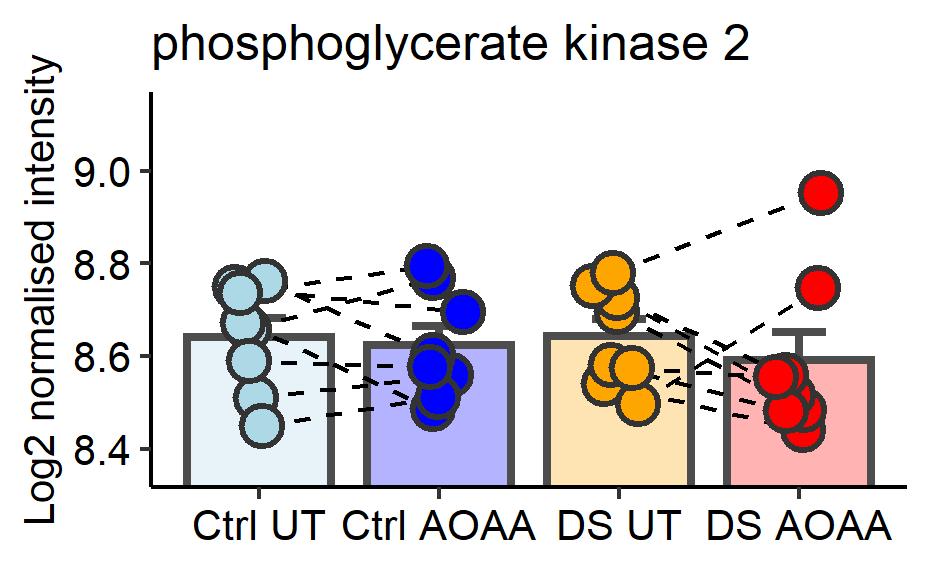 phosphoglycerate kinase 2
Log2 normalised intensity
9.0
8.8
8.6
8.4
Ctrl UT Ctrl AOAA DS UT DS AOAA